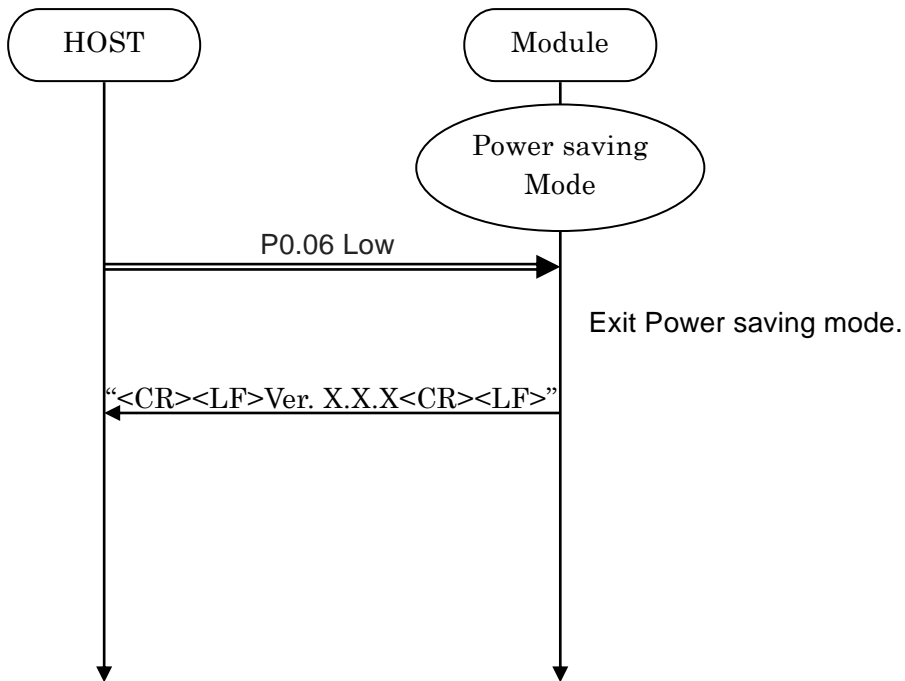 HOST
Module
Power saving
Mode
P0.06 Low
Exit Power saving mode.
“<CR><LF>Ver. X.X.X<CR><LF>”